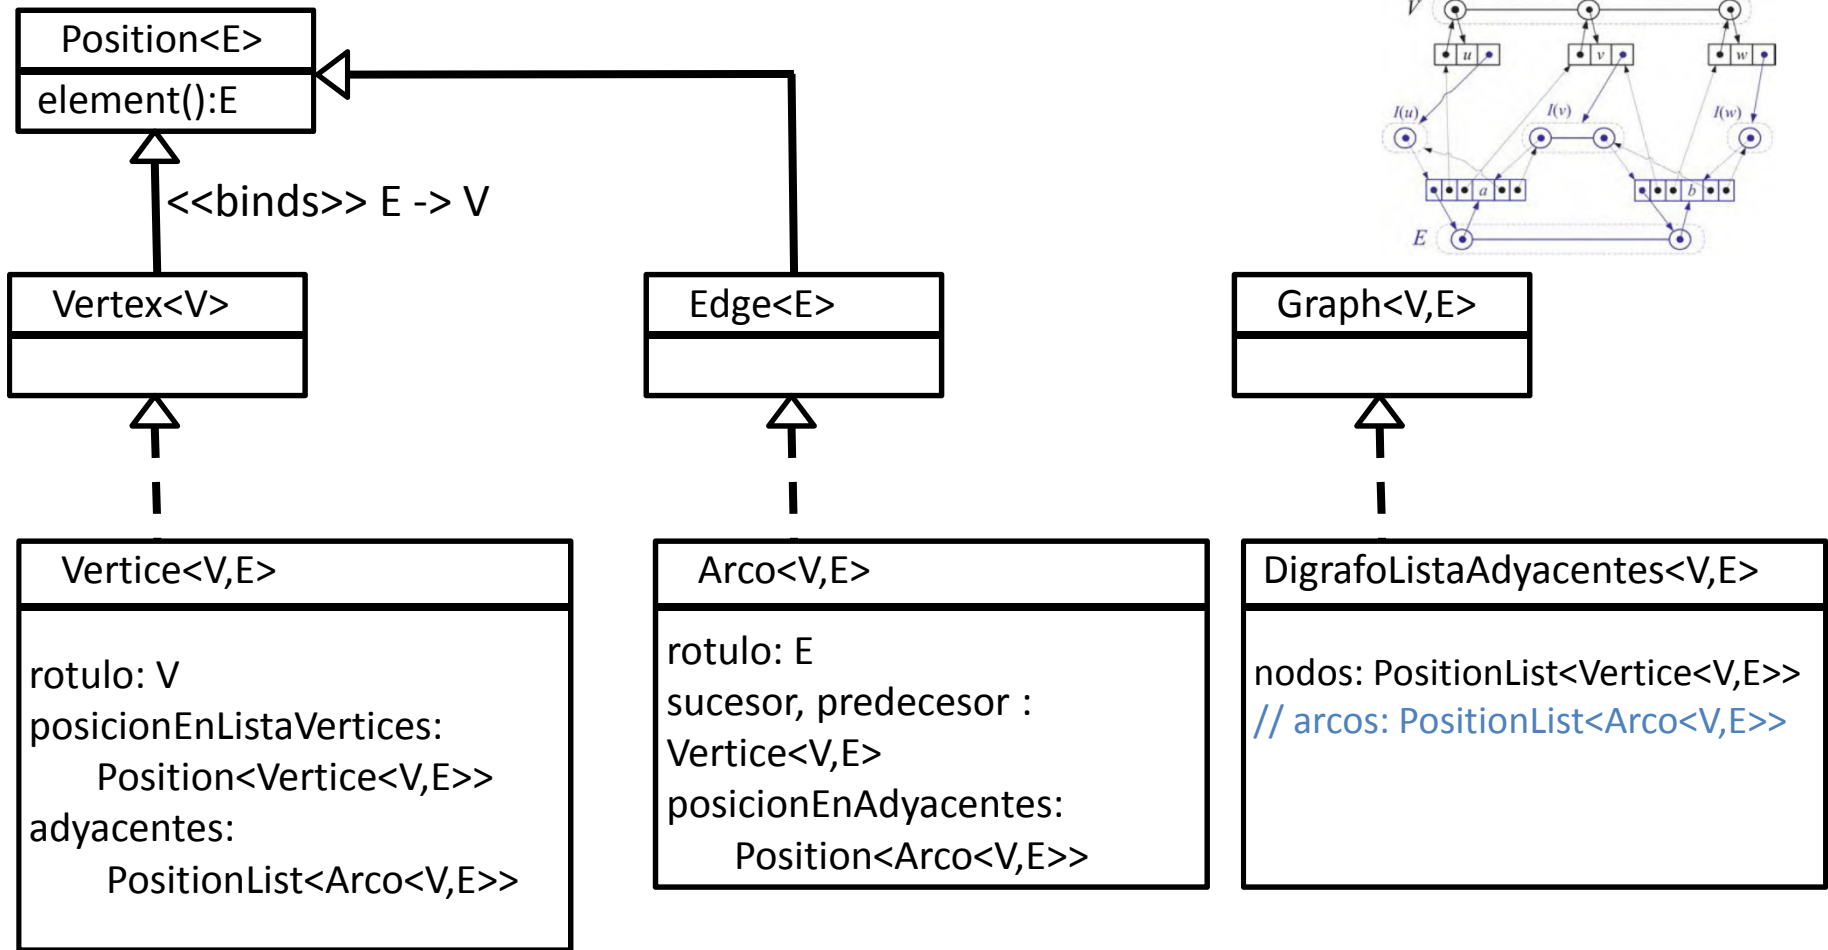 Position<E>
element():E
<<binds>> E -> V
Vertex<V>
Edge<E>
Graph<V,E>
Vertice<V,E>
rotulo: V
posicionEnListaVertices:
Position<Vertice<V,E>>
adyacentes:
PositionList<Arco<V,E>>
Arco<V,E>
rotulo: E
sucesor, predecesor :
Vertice<V,E>
posicionEnAdyacentes:
Position<Arco<V,E>>
DigrafoListaAdyacentes<V,E>
nodos: PositionList<Vertice<V,E>>
// arcos: PositionList<Arco<V,E>>
V
u v w
I(u) I(v) I(w)
a b
E